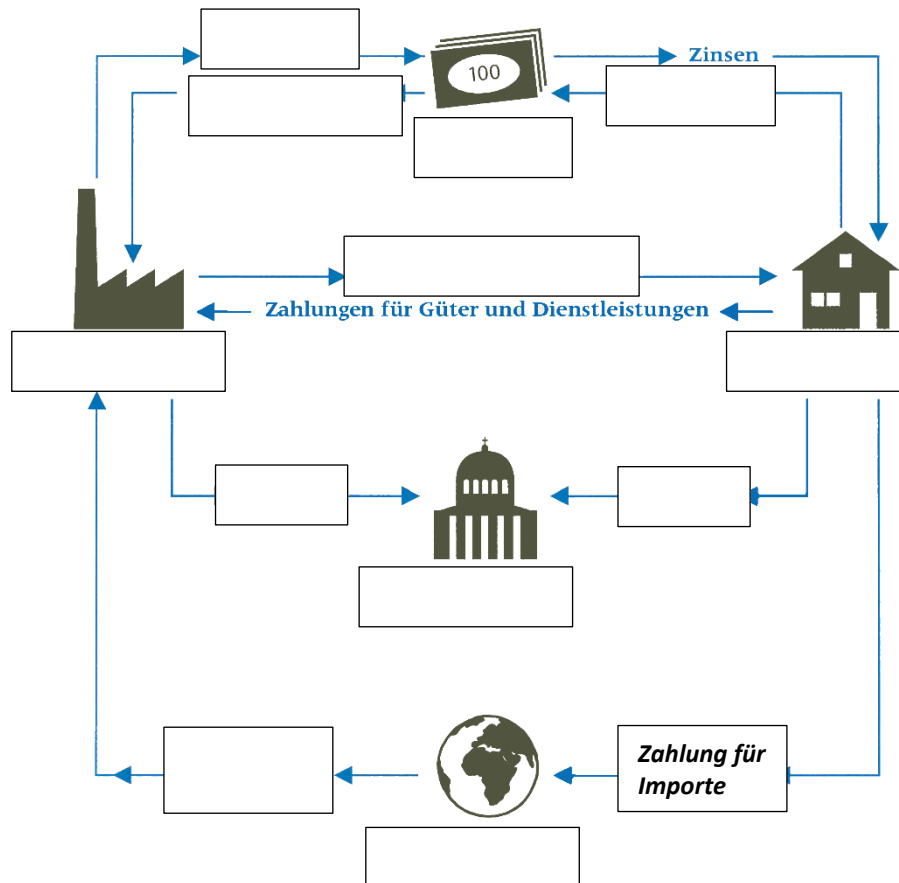 Zinsen
100
Zahlungen für Güter und Dienstleistungen
Zahlung für
Importe